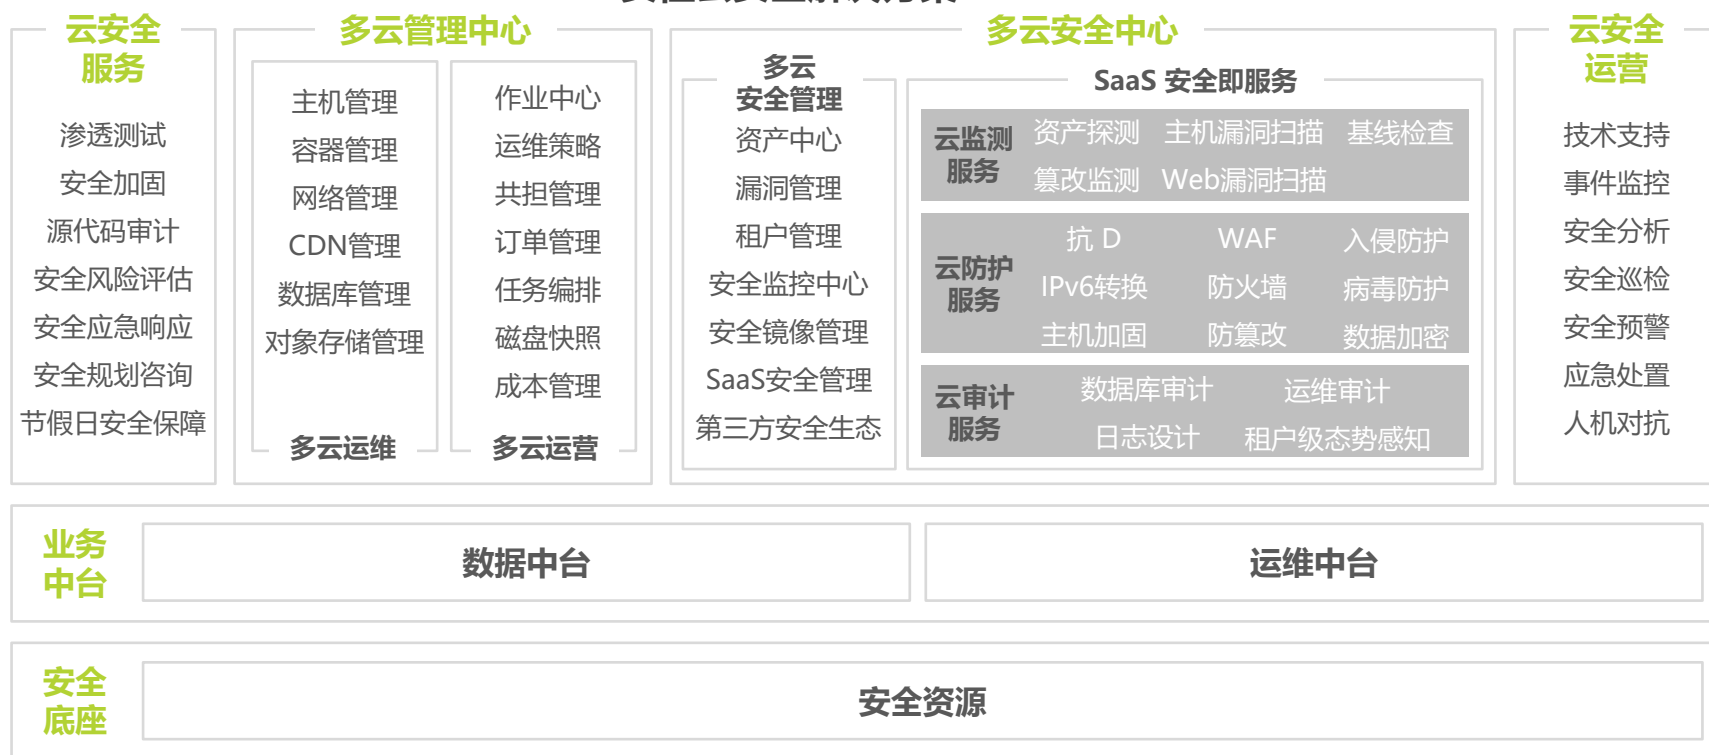 云安全
服务
渗透测试
安全加固
源代码审计
安全风险评估
安全应急响应
安全规划咨询
节假日安全保障
多云管理中心
主机管理
容器管理
网络管理
CDN管理
数据库管理
对象存储管理
多云运维
作业中心
运维策略
共担管理
订单管理
任务编排
磁盘快照
成本管理
多云运营
多云安全中心
多云
安全管理
资产中心
漏洞管理
租户管理
安全监控中心
安全镜像管理
SaaS安全管理
第三方安全生态
SaaS 安全即服务
云监测
服务
资产探测 主机漏洞扫描 基线检查
篡改监测 Web漏洞扫描
云防护
服务
抗 D WAF 入侵防护
IPv6转换 防火墙 病毒防护
主机加固 防篡改 数据加密
云审计
服务
数据库审计 运维审计
日志设计 租户级态势感知
云安全
运营
技术支持
事件监控
安全分析
安全巡检
安全预警
应急处置
人机对抗
业务
中台
数据中台
运维中台
安全
底座
安全资源